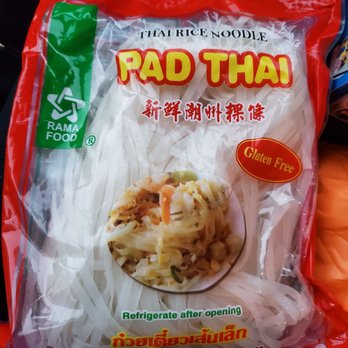 THAI RICE NOODLE
PAD THAI
新鮮潮州粿條
RAMA
FOOD
®
Gluten Free
Refrigerate after opening
ก๋วยเตี๋ยวเส้นเล็ก